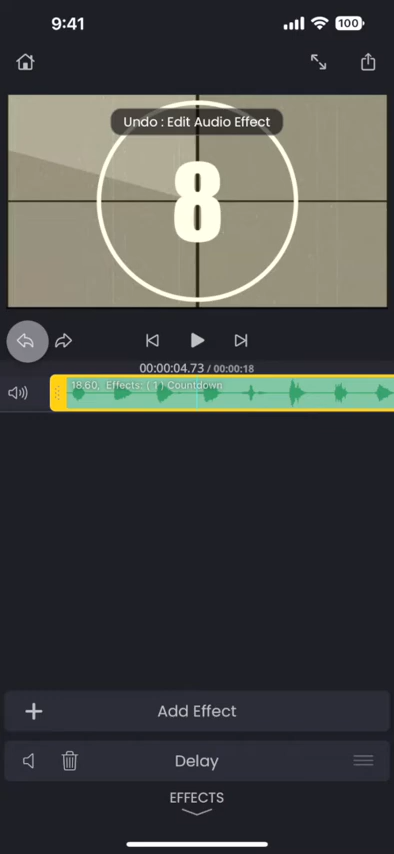 9:41
100
Undo : Edit Audio Effect
8
00:00:04.73 / 00:00:18
18.60, Effects: ( 1 ) Countdown
Add Effect
Delay
EFFECTS